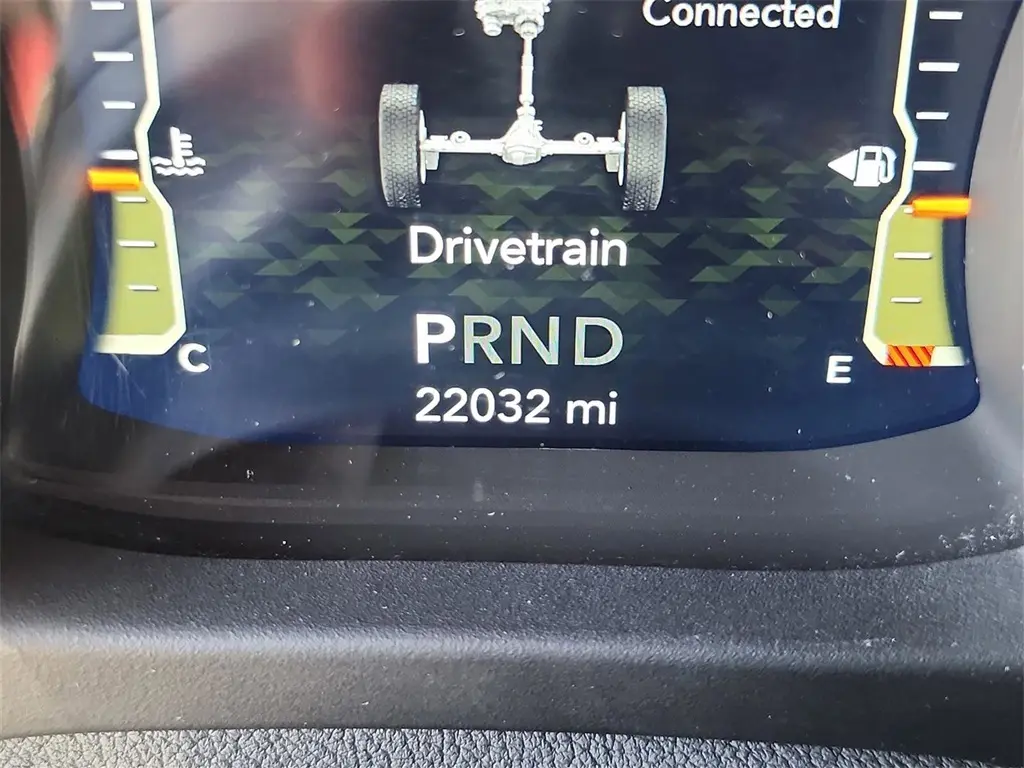 Connected
Drivetrain
PRND
C
E
22032 mi